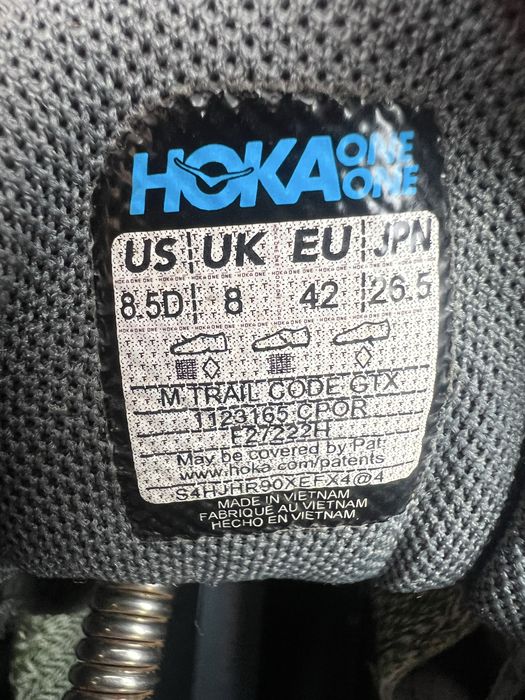 HOKA ONE ONE
US UK EU JPN
8.5D 8 42 26.5
M TRAIL CODE GTX
1123165 CPOR
F27222H
May be covered by Pat.
www.hoka.com/patents
S4HJHR90XEFX4@4
MADE IN VIETNAM
FABRIQUÉ AU VIETNAM
HECHO EN VIETNAM